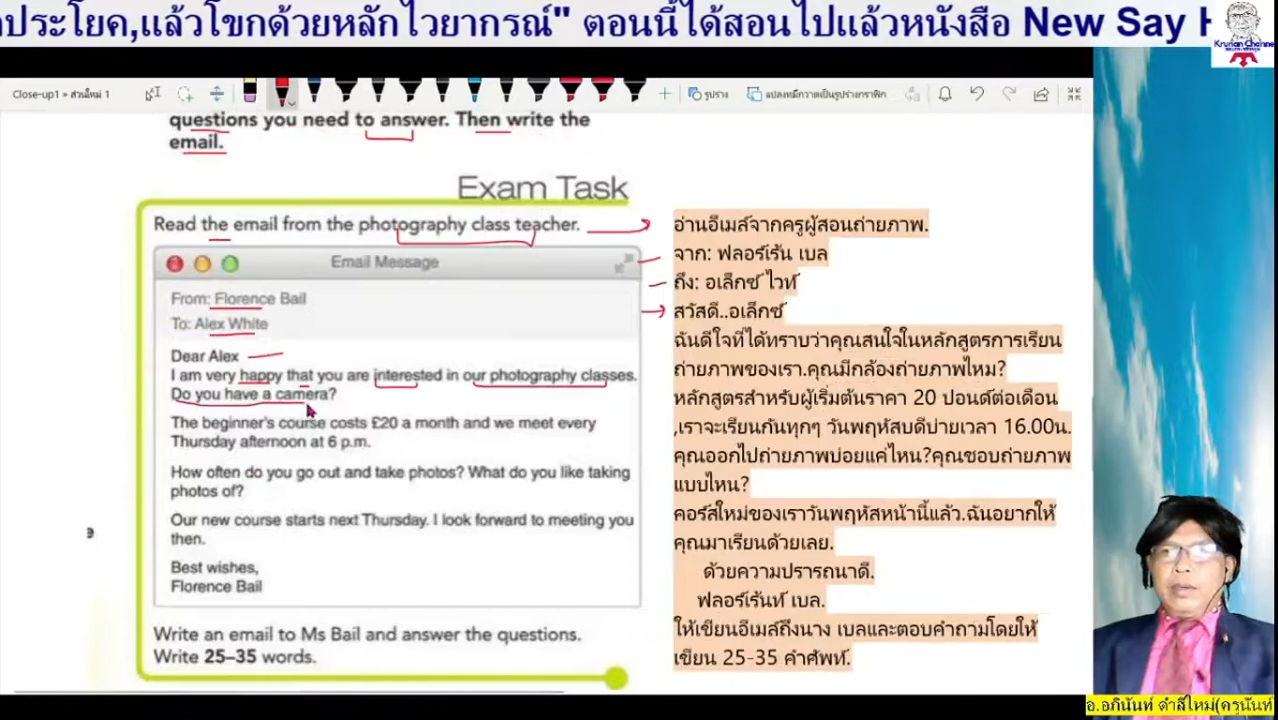 ประโยค,แล้วโขกด้วยหลักไวยากรณ์" ตอนนี้ได้สอนไปแล้วหนังสือ New Say H
Krunan Channel
Close-up1 » ส่วนใหม่ 1
รูปร่าง
แปลงหมึกวาดเป็นรูปร่างกราฟิก
questions you need to answer. Then write the
email.
Exam Task
Read the email from the photography class teacher.
Email Message
From: Florence Bail
To: Alex White
Dear Alex
I am very happy that you are interested in our photography classes.
Do you have a camera?
The beginner's course costs £20 a month and we meet every
Thursday afternoon at 6 p.m.
How often do you go out and take photos? What do you like taking
photos of?
Our new course starts next Thursday. I look forward to meeting you
then.
Best wishes,
Florence Bail
Write an email to Ms Bail and answer the questions.
Write 25–35 words.
อ่านอีเมล์จากครูผู้สอนถ่ายภาพ.
จาก: ฟลอร์เร้น เบล
ถึง: อเล็กซ์ ไวท์
สวัสดี..อเล็กซ์
ฉันดีใจที่ได้ทราบว่าคุณสนใจในหลักสูตรการเรียน
ถ่ายภาพของเรา.คุณมีกล้องถ่ายภาพไหม?
หลักสูตรสำหรับผู้เริ่มต้นราคา 20 ปอนด์ต่อเดือน
,เราจะเรียนกันทุกๆ วันพฤหัสบดีบ่ายเวลา 16.00น.
คุณออกไปถ่ายภาพบ่อยแค่ไหน?คุณชอบถ่ายภาพ
แบบไหน?
คอร์สใหม่ของเราวันพฤหัสหน้านี้แล้ว.ฉันอยากให้
คุณมาเรียนด้วยเลย.
ด้วยความปรารถนาดี.
ฟลอร์เร้นท์ เบล.
ให้เขียนอีเมล์ถึงนาง เบลและตอบคำถามโดยให้
เขียน 25-35 คำศัพท์.
อ.อภินันท์ ดำสีใหม่(ครูนันท์